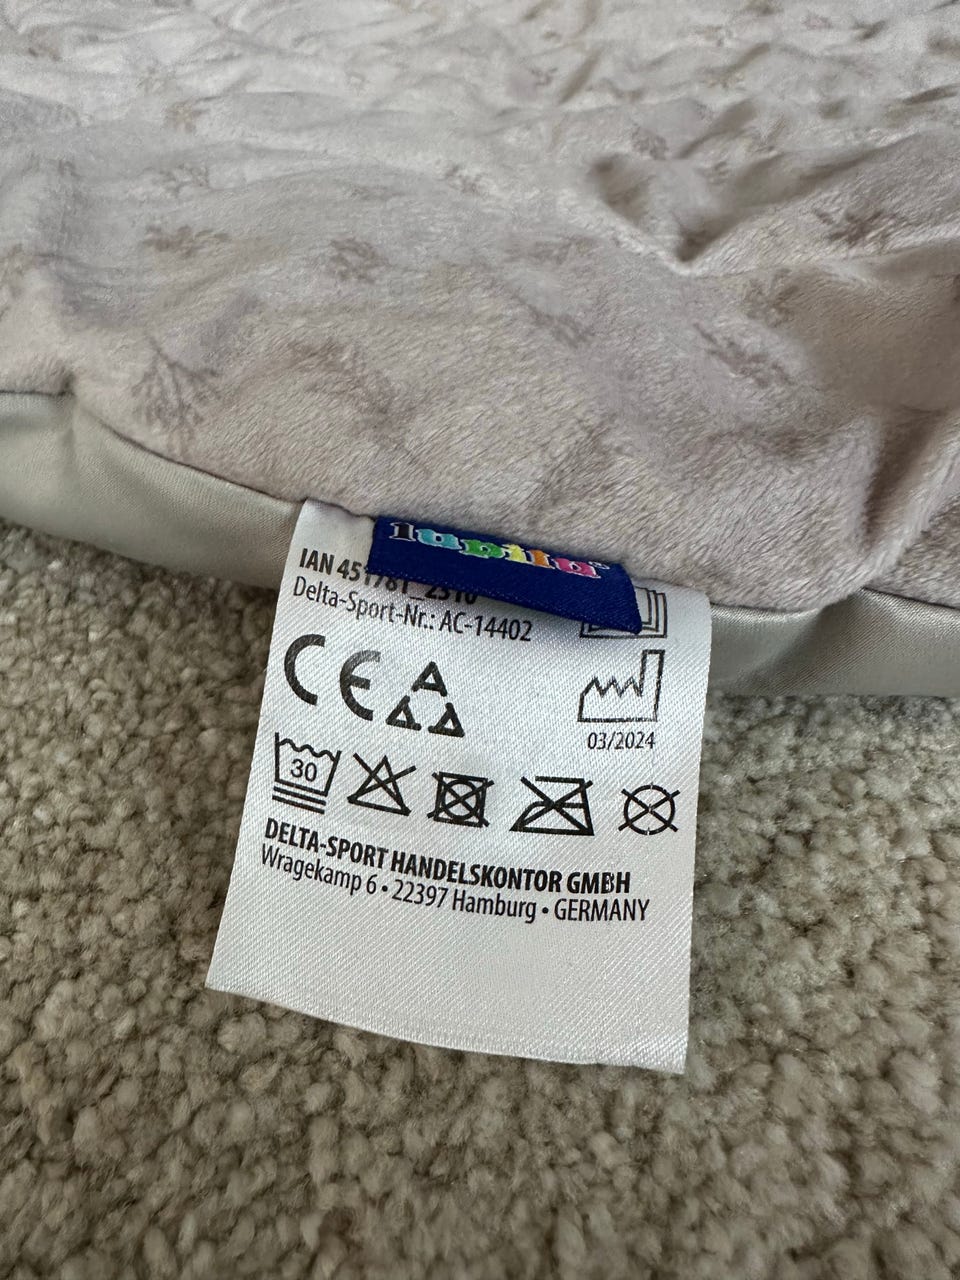 lupilu
IAN 451781_2310
Delta-Sport-Nr.: AC-14402
CE
03/2024
30
DELTA-SPORT HANDELSKONTOR GMBH
Wragekamp 6 • 22397 Hamburg • GERMANY